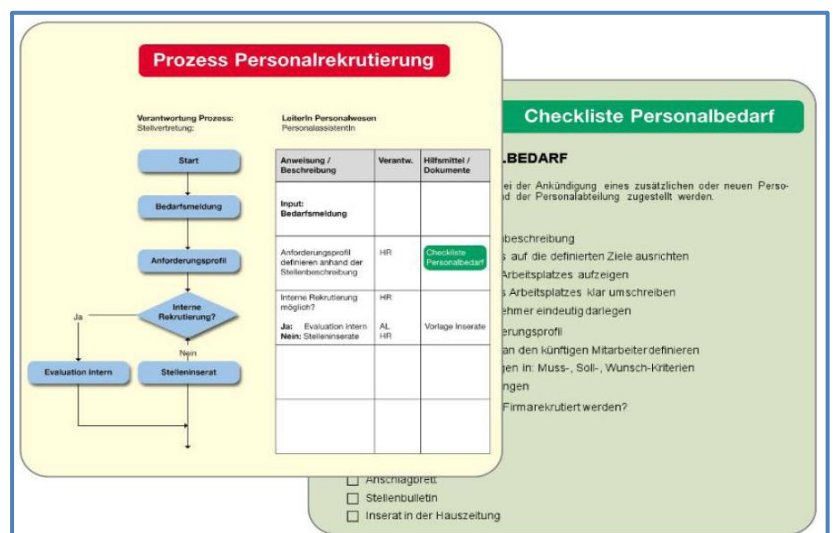 Prozess Personalrekrutierung
Verantwortung Prozess:
Stellvertretung:
LeiterIn Personalwesen
PersonalassistentIn
Start
Bedarfsmeldung
Anforderungsprofil
Interne
Rekrutierung?
Ja
Nein
Evaluation intern
Stelleninserat
Anweisung /
Beschreibung
Verantw.
Hilfsmittel /
Dokumente
Input:
Bedarfsmeldung
Anforderungsprofil
definieren anhand der
Stellenbeschreibung
HR
Checkliste
Personalbedarf
Interne Rekrutierung
möglich?
HR
Ja: Evaluation intern
AL
Vorlage Inserate
Nein: Stelleninserate
HR
Checkliste Personalbedarf
LBEDARF
ei der Ankündigung eines zusätzlichen oder neuen Perso-
d der Personalabteilung zugestellt werden.
nbeschreibung
s auf die definierten Ziele ausrichten
Arbeitsplatzes aufzeigen
s Arbeitsplatzes klar umschreiben
ehmer eindeutig darlegen
erungsprofil
an den künftigen Mitarbeiter definieren
gen in: Muss-, Soll-, Wunsch-Kriterien
ngen
Firma rekrutiert werden?
Anschlagbrett
Stellenbulletin
Inserat in der Hauszeitung